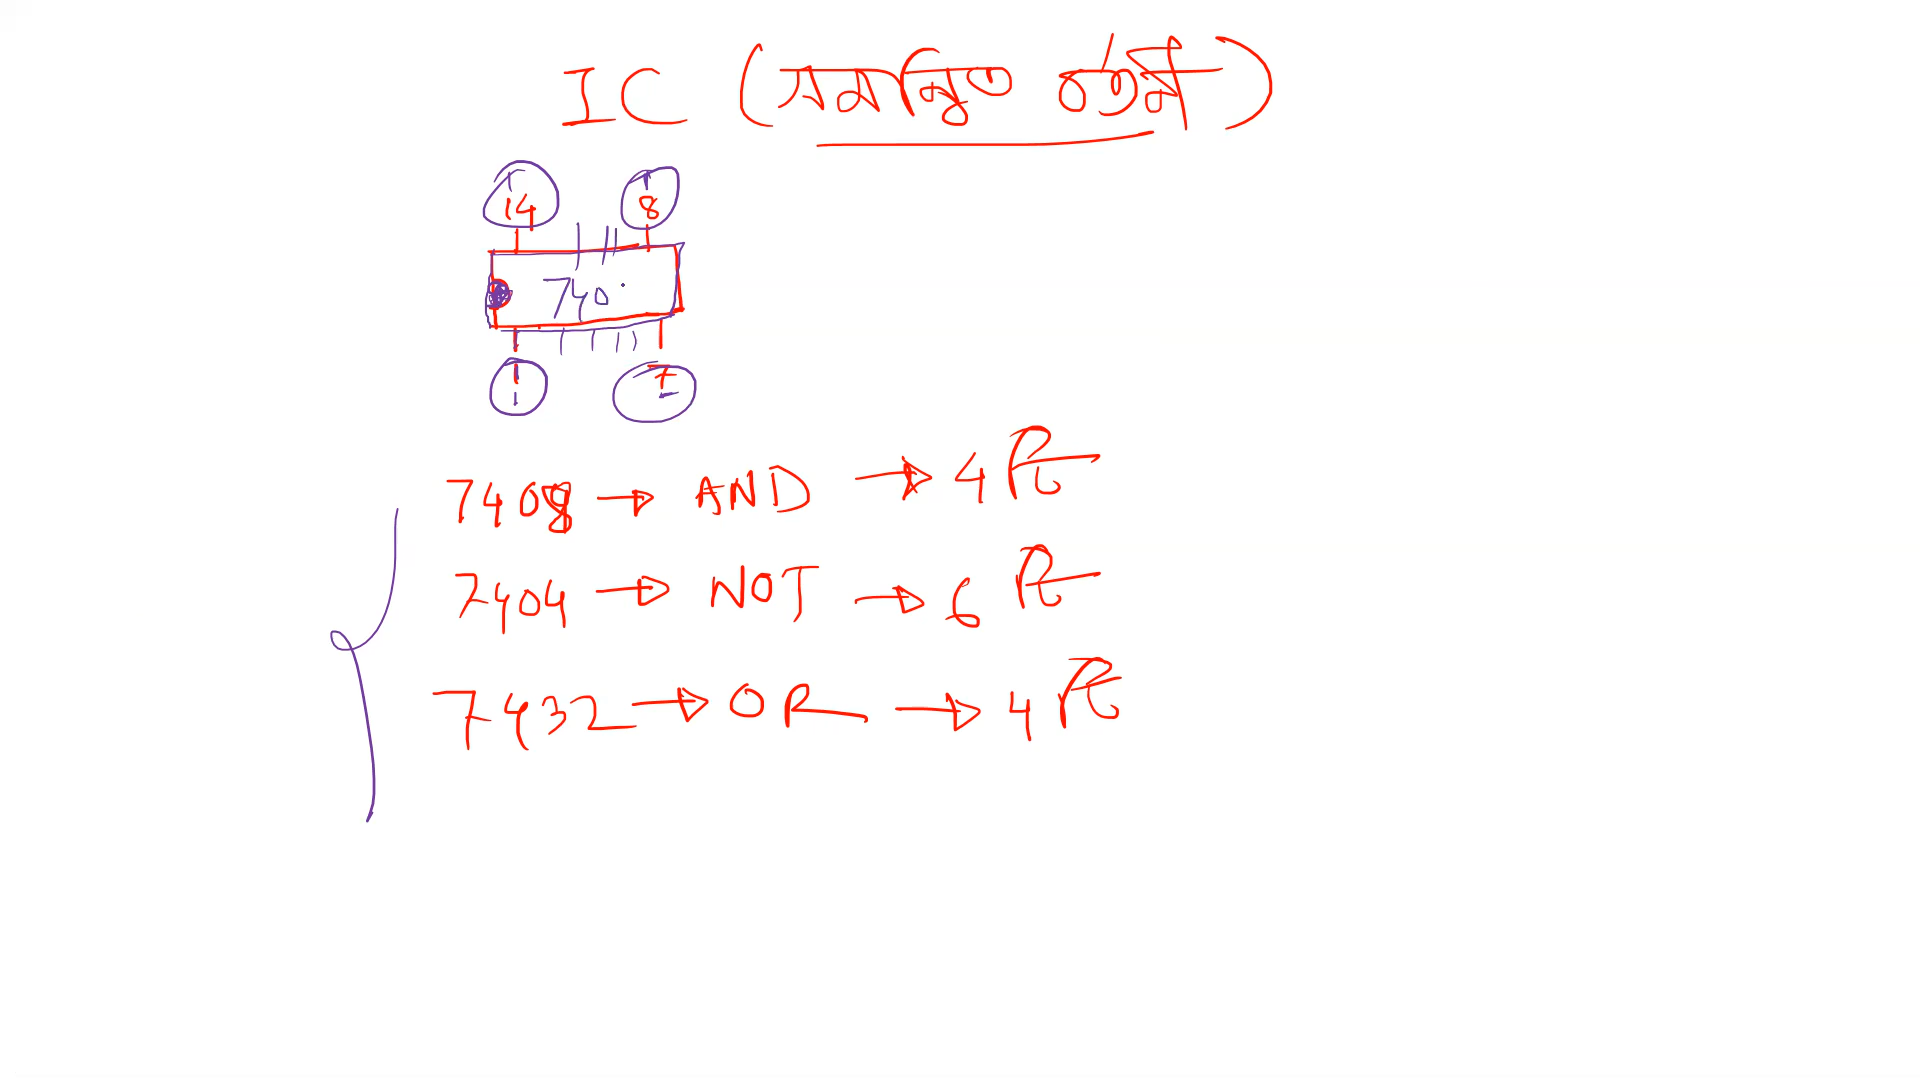 IC (সমন্বিত বর্তনী)
14 8
740
1 7
7408 → AND → 4 টি
7404 → NOT → 6 টি
7432 → OR → 4 টি